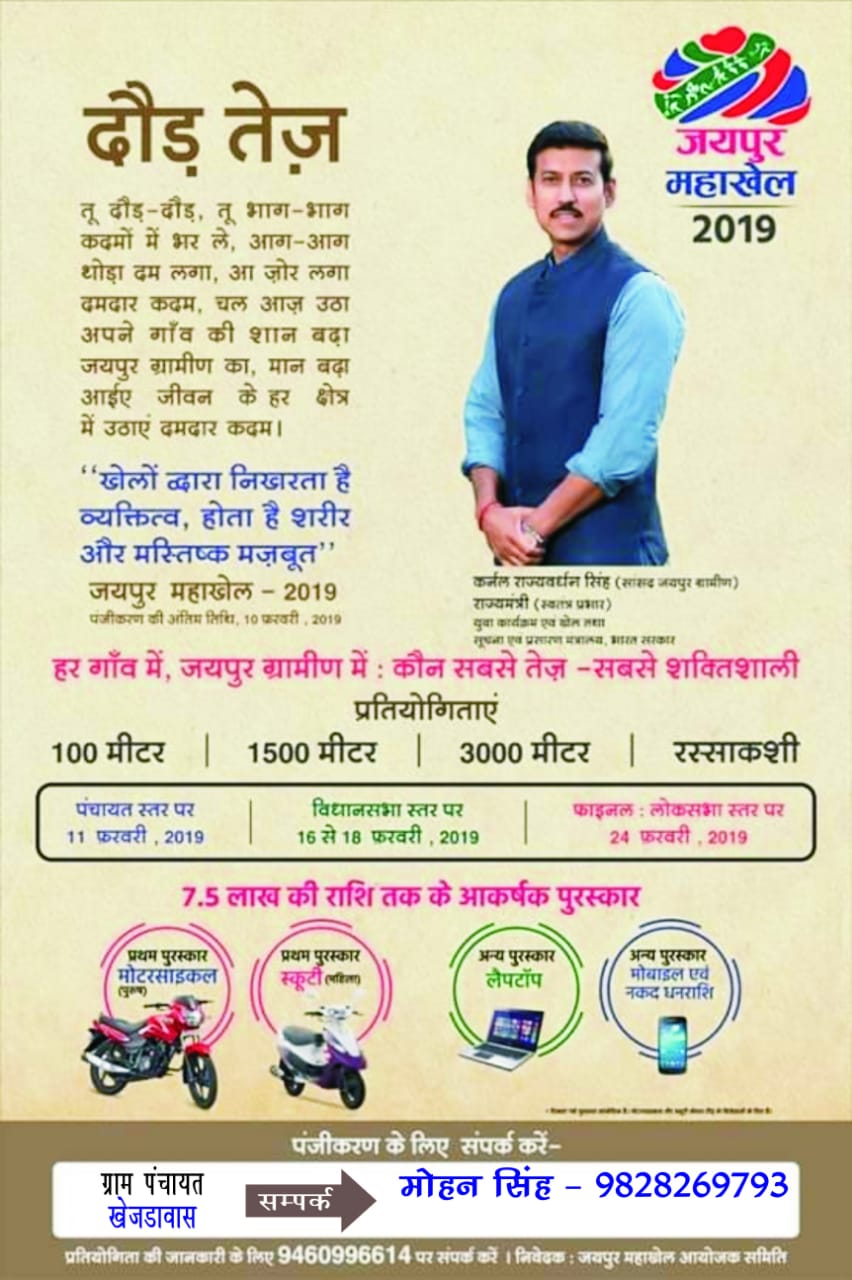 दौड़ तेज़
जयपुर
महाखेल
2019
तू दौड़-दौड़, तू भाग-भाग
कदमों में भर ले, आग-आग
थोड़ा दम लगा, आ ज़ोर लगा
दमदार कदम, चल आज़ उठा
अपने गाँव की शान बढ़ा
जयपुर ग्रामीण का, मान बढ़ा
आईए जीवन के हर क्षेत्र
में उठाएं दमदार कदम।
‘‘खेलों द्वारा निखरता है
व्यक्तित्व, होता है शरीर
और मस्तिष्क मज़बूत’’
जयपुर महाखेल - 2019
पंजीकरण की अंतिम तिथि, 10 फ़रवरी , 2019
कर्नल राज्यवर्धन सिंह (सांसद जयपुर ग्रामीण)
राज्यमंत्री (स्वतंत्र प्रभार)
युवा कार्यक्रम एवं खेल तथा
सूचना एवं प्रसारण मंत्रालय, भारत सरकार
हर गाँव में, जयपुर ग्रामीण में : कौन सबसे तेज़ -सबसे शक्तिशाली
प्रतियोगिताएं
100 मीटर | 1500 मीटर | 3000 मीटर | रस्साकशी
पंचायत स्तर पर
11 फ़रवरी , 2019
विधानसभा स्तर पर
16 से 18 फ़रवरी , 2019
फ़ाइनल : लोकसभा स्तर पर
24 फ़रवरी , 2019
7.5 लाख की राशि तक के आकर्षक पुरस्कार
प्रथम पुरस्कार
मोटरसाइकल
(पुरुष)
प्रथम पुरस्कार
स्कूटी (महिला)
अन्य पुरस्कार
लैपटॉप
अन्य पुरस्कार
मोबाइल एवं
नकद धनराशि
पंजीकरण के लिए संपर्क करें-
ग्राम पंचायत
खेजडावास
सम्पर्क
मोहन सिंह - 9828269793
प्रतियोगिता की जानकारी के लिए 9460996614 पर संपर्क करें । निवेदक : जयपुर महाखेल आयोजक समिति